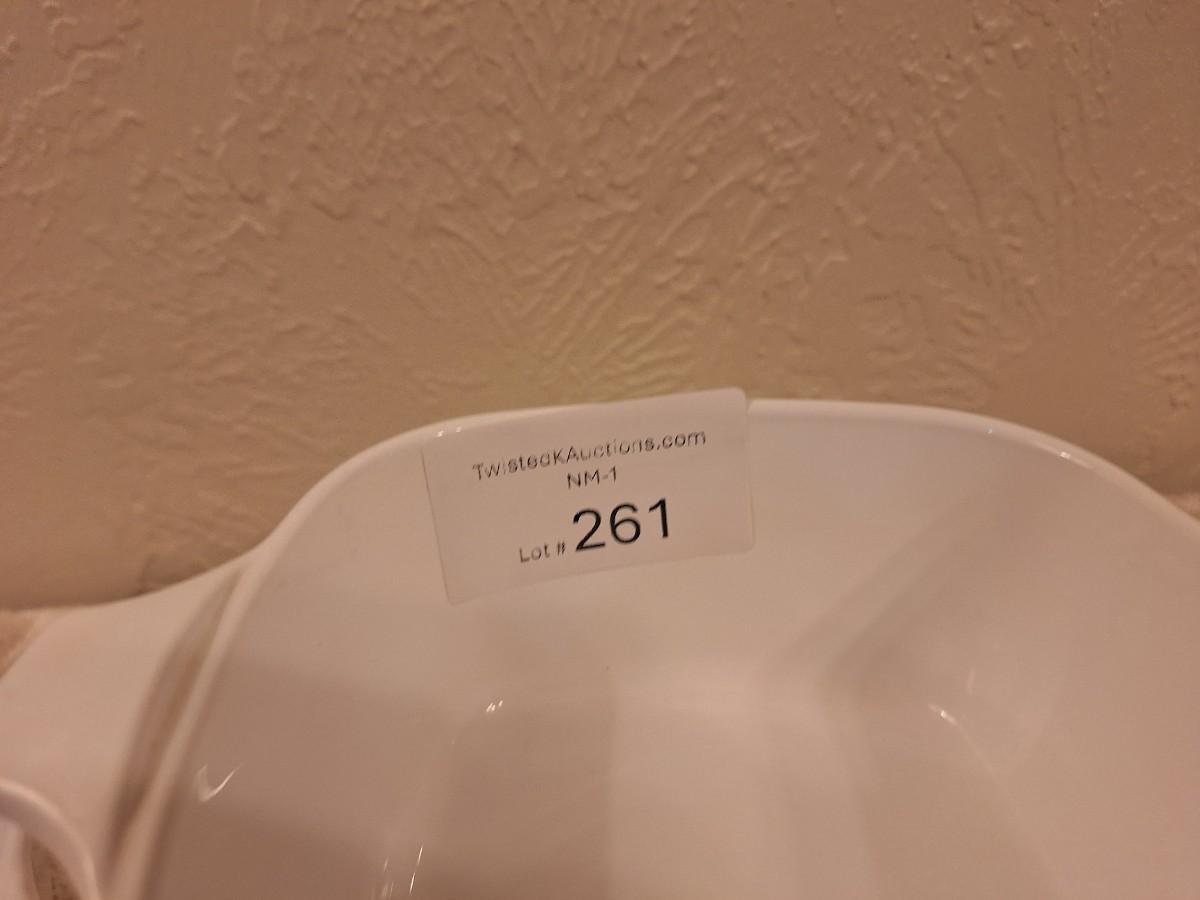 TwistedKAuctions.com
NM-1
Lot # 261